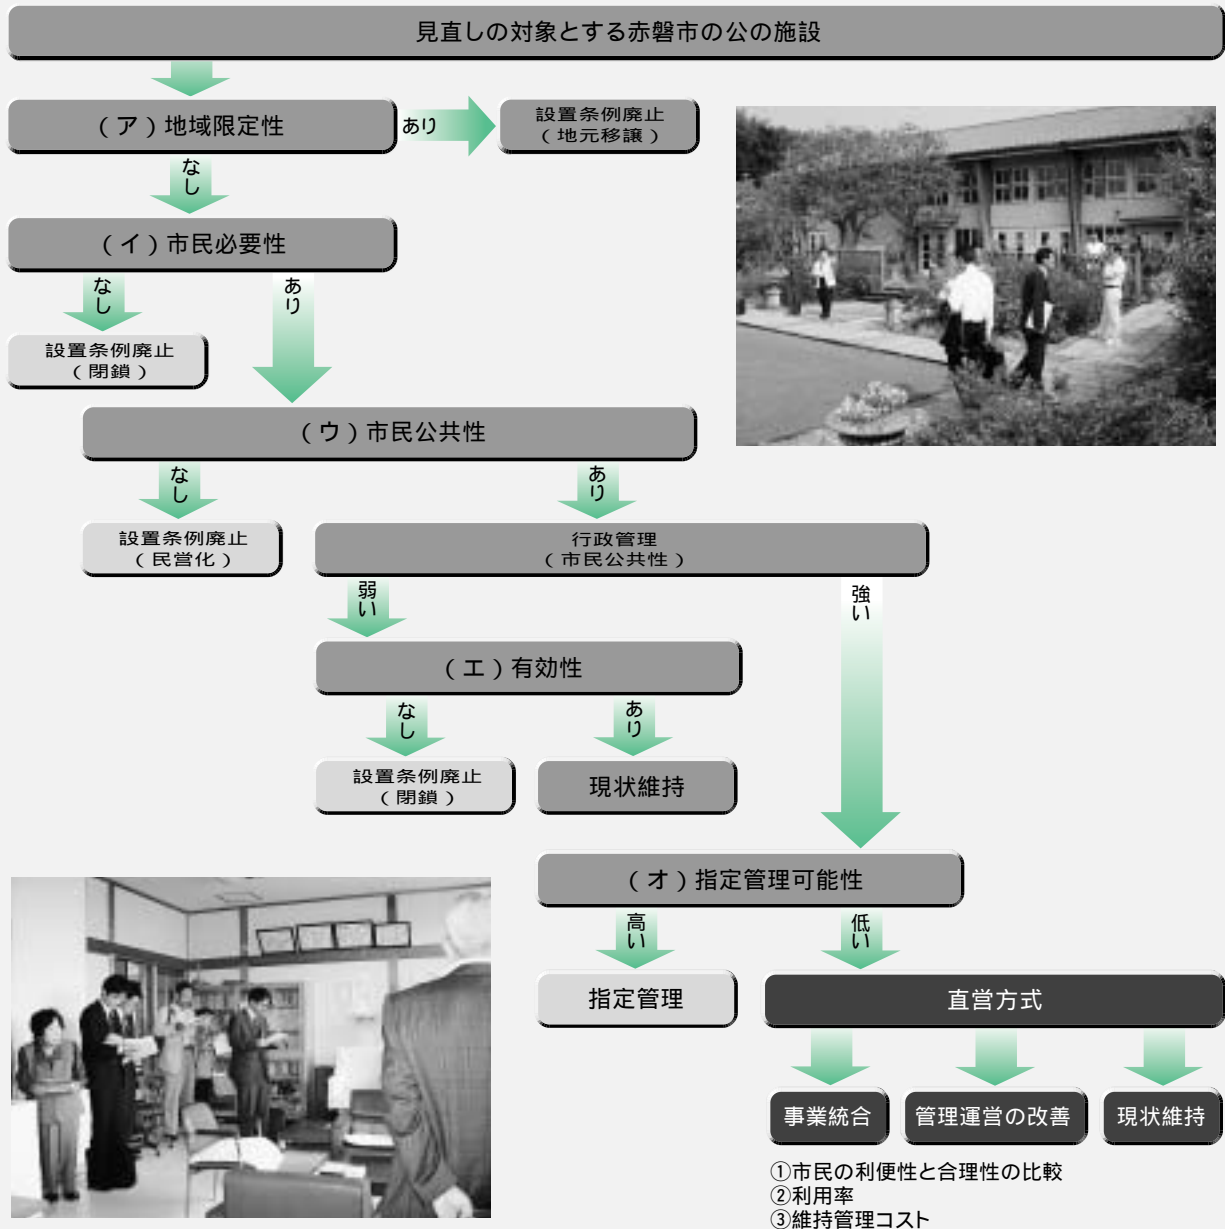 見直しの対象とする赤磐市の公の施設
(ア)地域限定性
あり
設置条例廃止
(地元移譲)
なし
(イ)市民必要性
なし
あり
設置条例廃止
(閉鎖)
(ウ)市民公共性
なし
あり
設置条例廃止
(民営化)
行政管理
(市民公共性)
弱い
強い
(エ)有効性
なし
あり
設置条例廃止
(閉鎖)
現状維持
(オ)指定管理可能性
高い
低い
指定管理
直営方式
事業統合
管理運営の改善
現状維持
①市民の利便性と合理性の比較
②利用率
③維持管理コスト